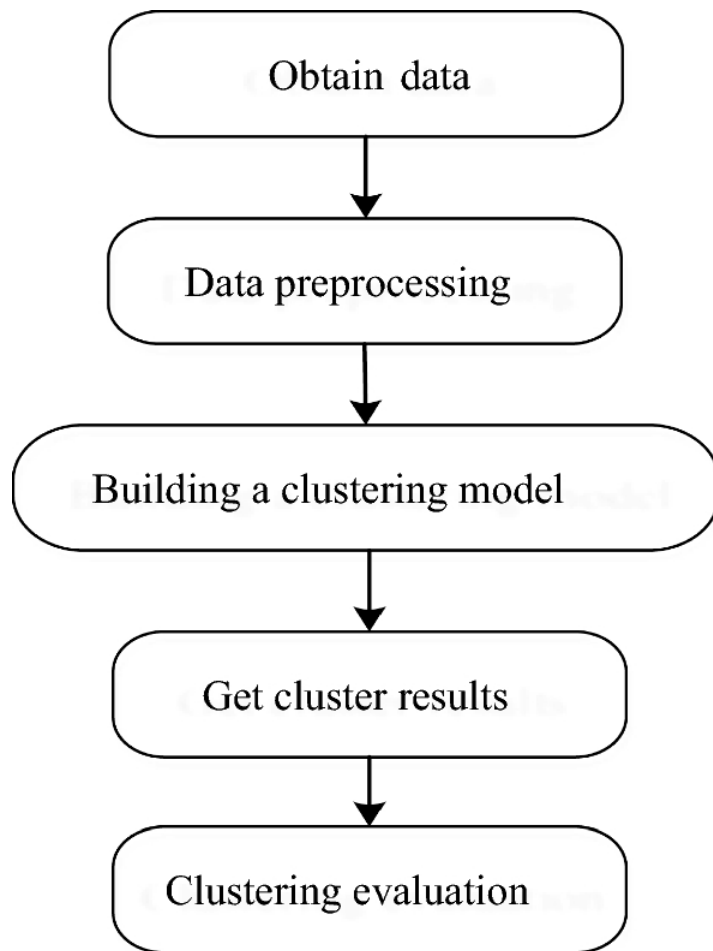 Obtain data
Data preprocessing
Building a clustering model
Get cluster results
Clustering evaluation